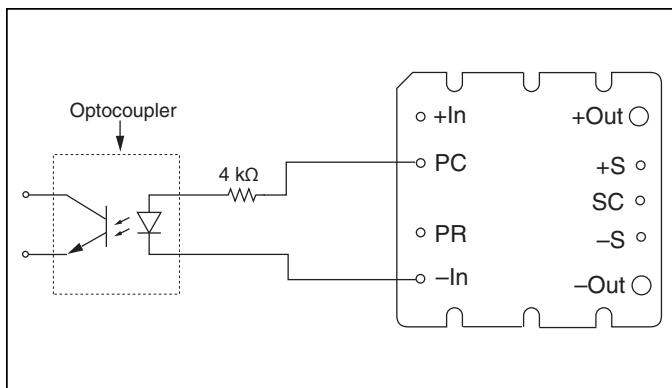 Optocoupler
4 kΩ
+In
PC
PR
–In
+Out
+S
SC
–S
–Out